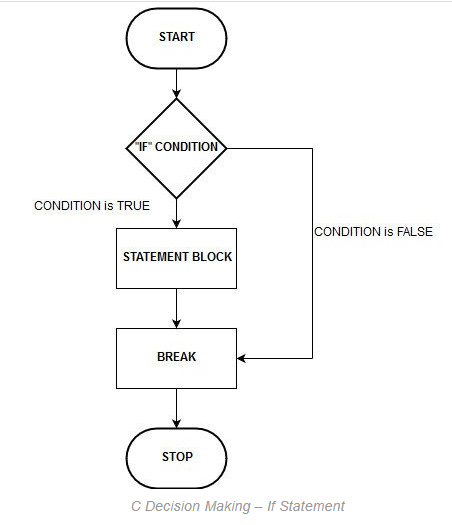 START
"IF" CONDITION
CONDITION is TRUE
CONDITION is FALSE
STATEMENT BLOCK
BREAK
STOP
C Decision Making – If Statement